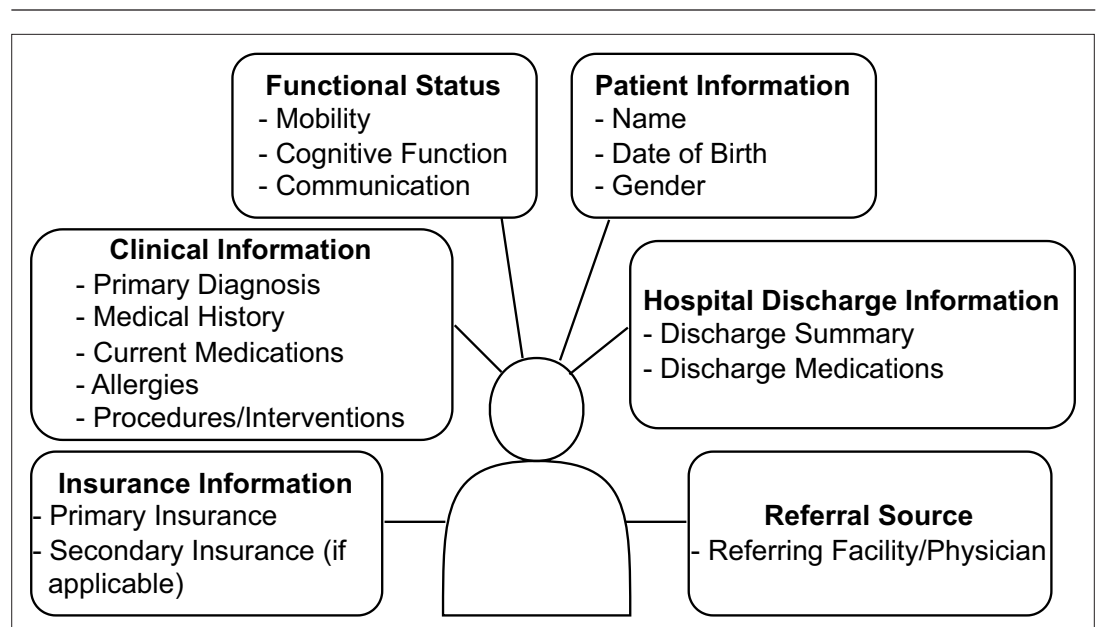 Functional Status
- Mobility
- Cognitive Function
- Communication
Patient Information
- Name
- Date of Birth
- Gender
Clinical Information
- Primary Diagnosis
- Medical History
- Current Medications
- Allergies
- Procedures/Interventions
Hospital Discharge Information
- Discharge Summary
- Discharge Medications
Insurance Information
- Primary Insurance
- Secondary Insurance (if
applicable)
Referral Source
- Referring Facility/Physician